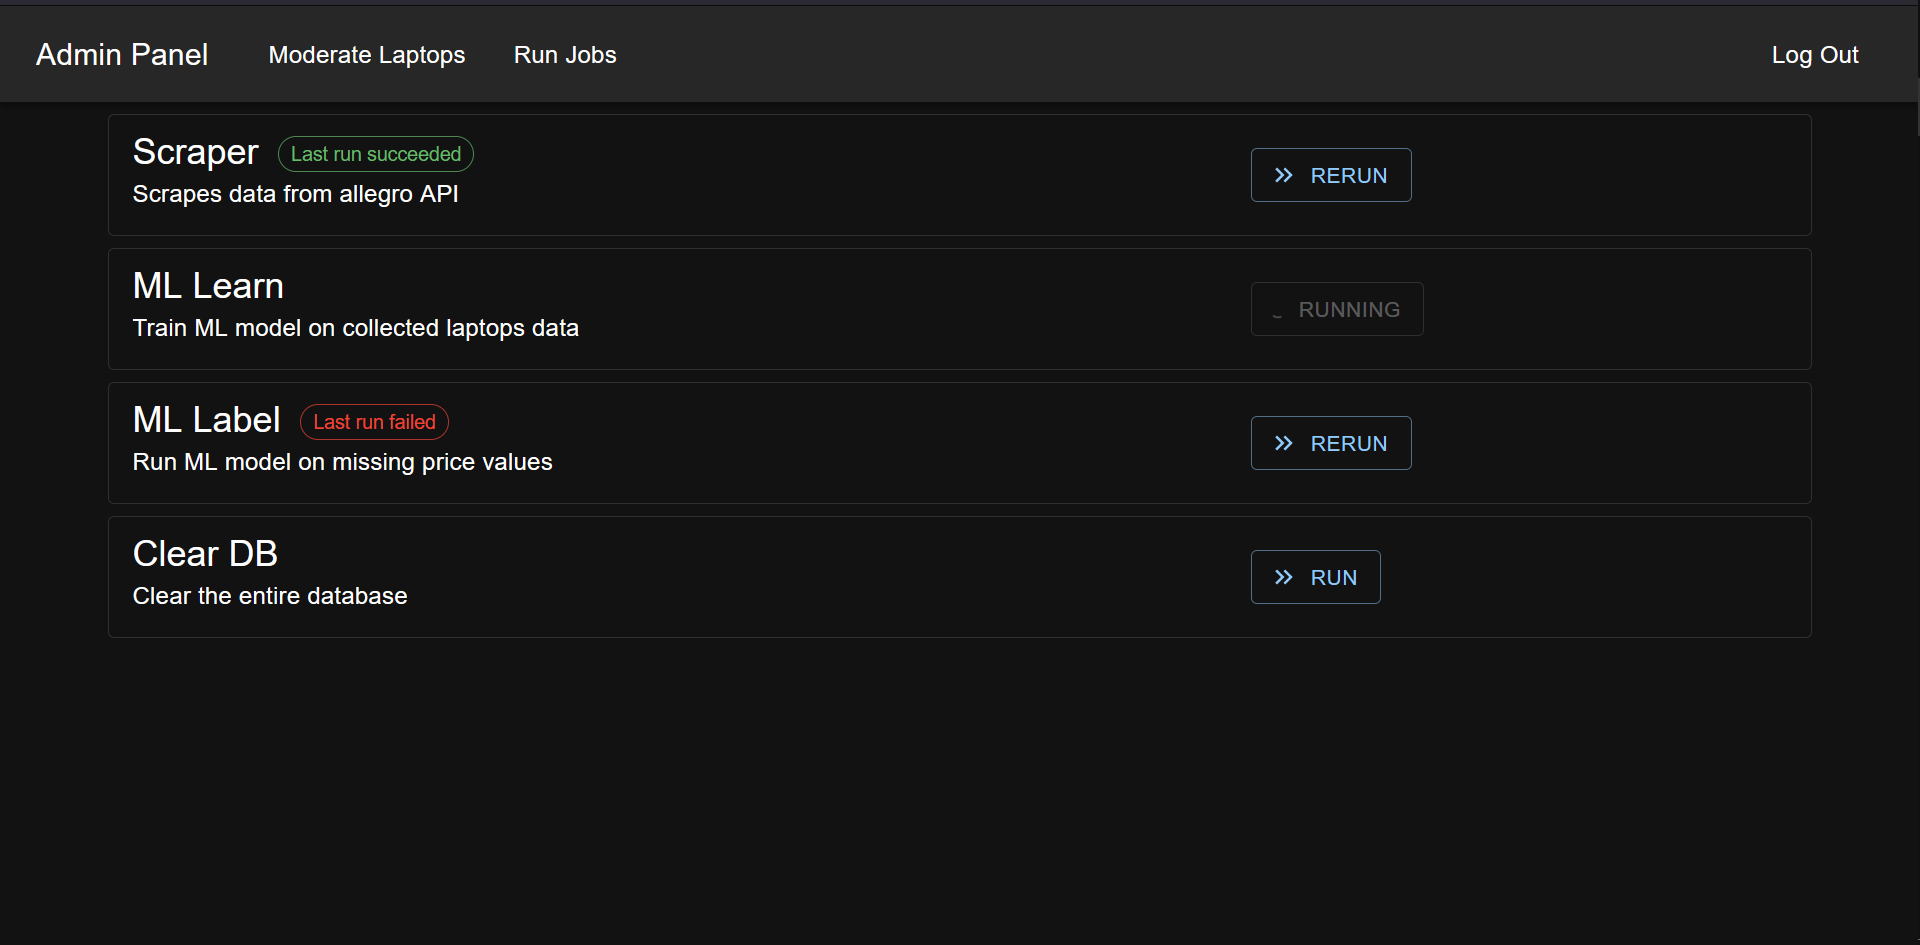 Admin Panel Moderate Laptops Run Jobs Log Out
Scraper Last run succeeded
Scrapes data from allegro API
RERUN
ML Learn
Train ML model on collected laptops data
RUNNING
ML Label Last run failed
Run ML model on missing price values
RERUN
Clear DB
Clear the entire database
RUN